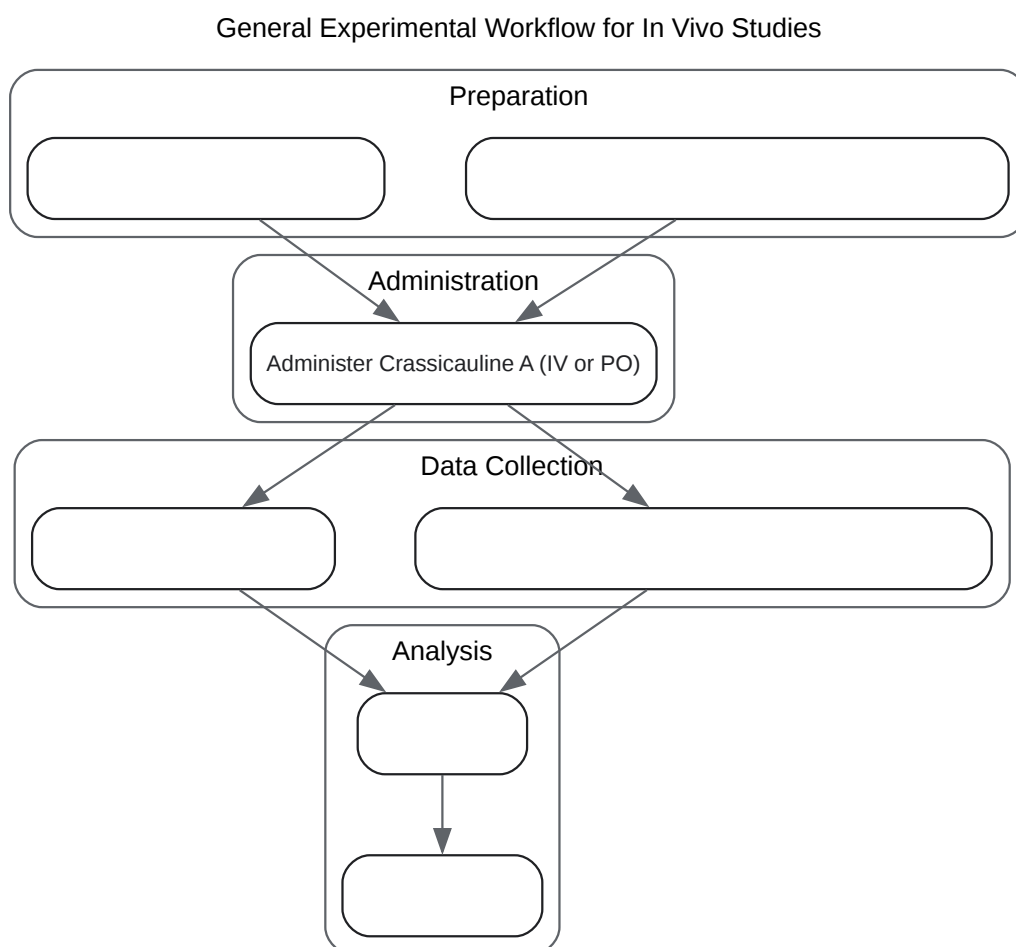 General Experimental Workflow for In Vivo Studies
Preparation
Administration
Administer Crassicauline A (IV or PO)
Data Collection
Analysis